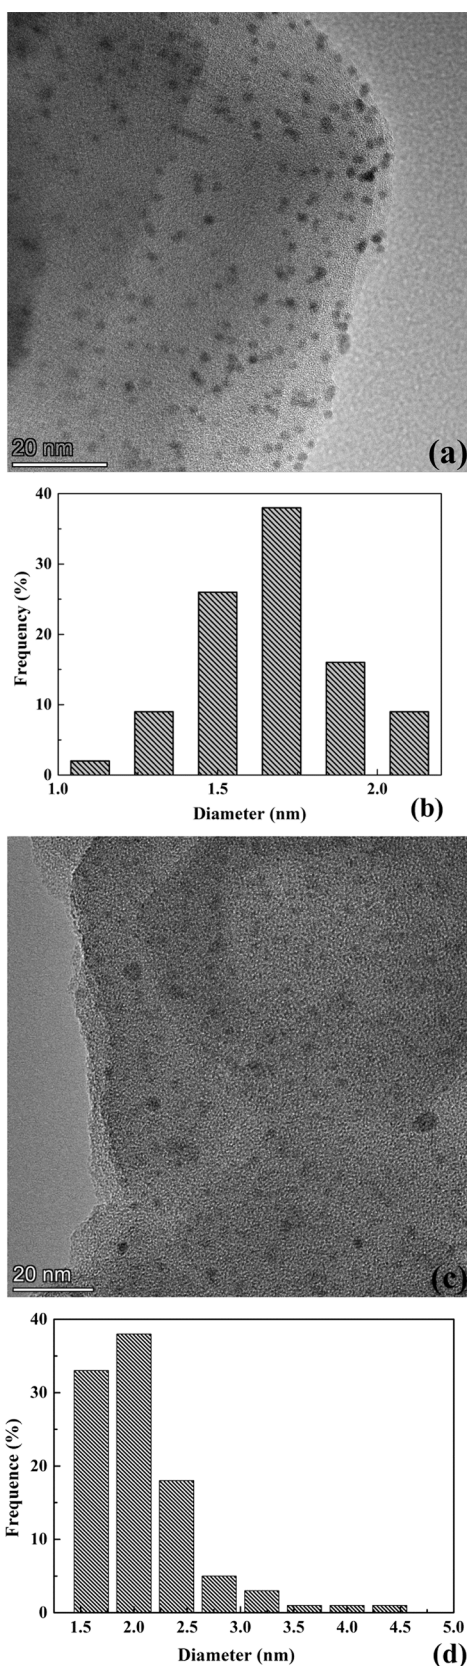 20 nm
(a)
40
30
20
10
0
Frequency (%)
1.0 1.5 2.0
Diameter (nm)
(b)
20 nm
(c)
40
30
20
10
0
Frequence (%)
1.5 2.0 2.5 3.0 3.5 4.0 4.5 5.0
Diameter (nm)
(d)